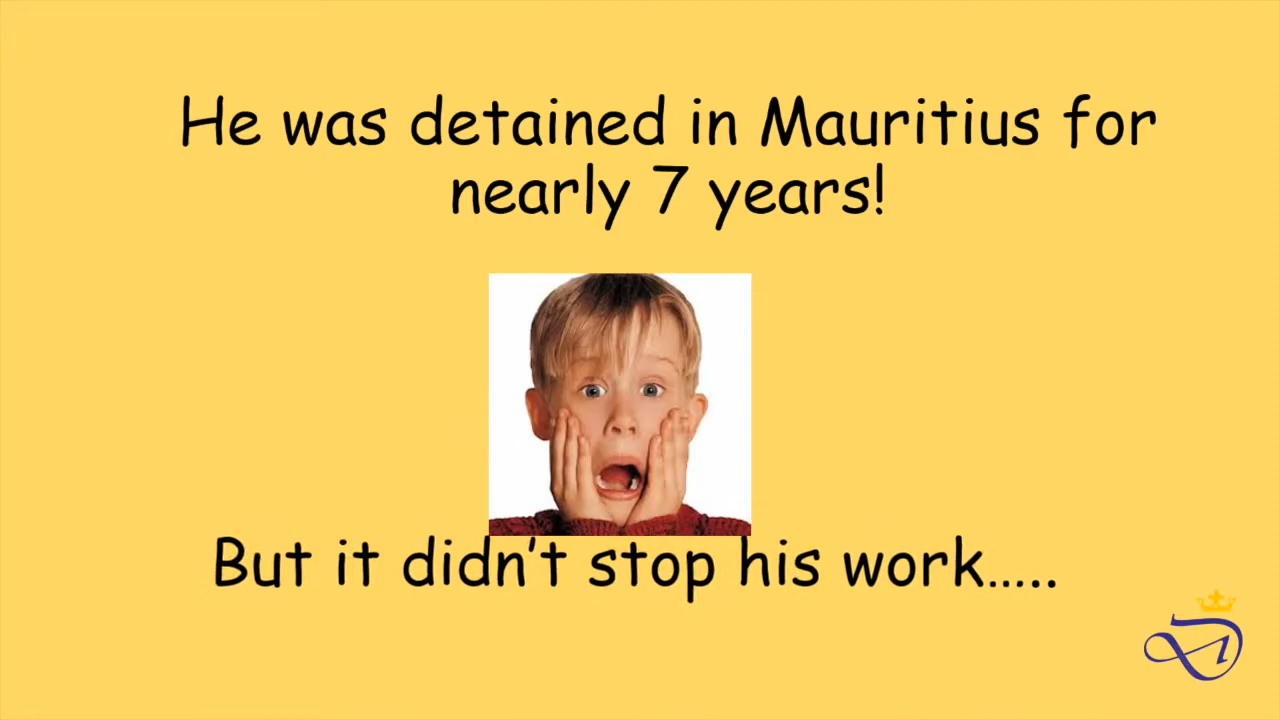 He was detained in Mauritius for
nearly 7 years!
But it didn't stop his work.....